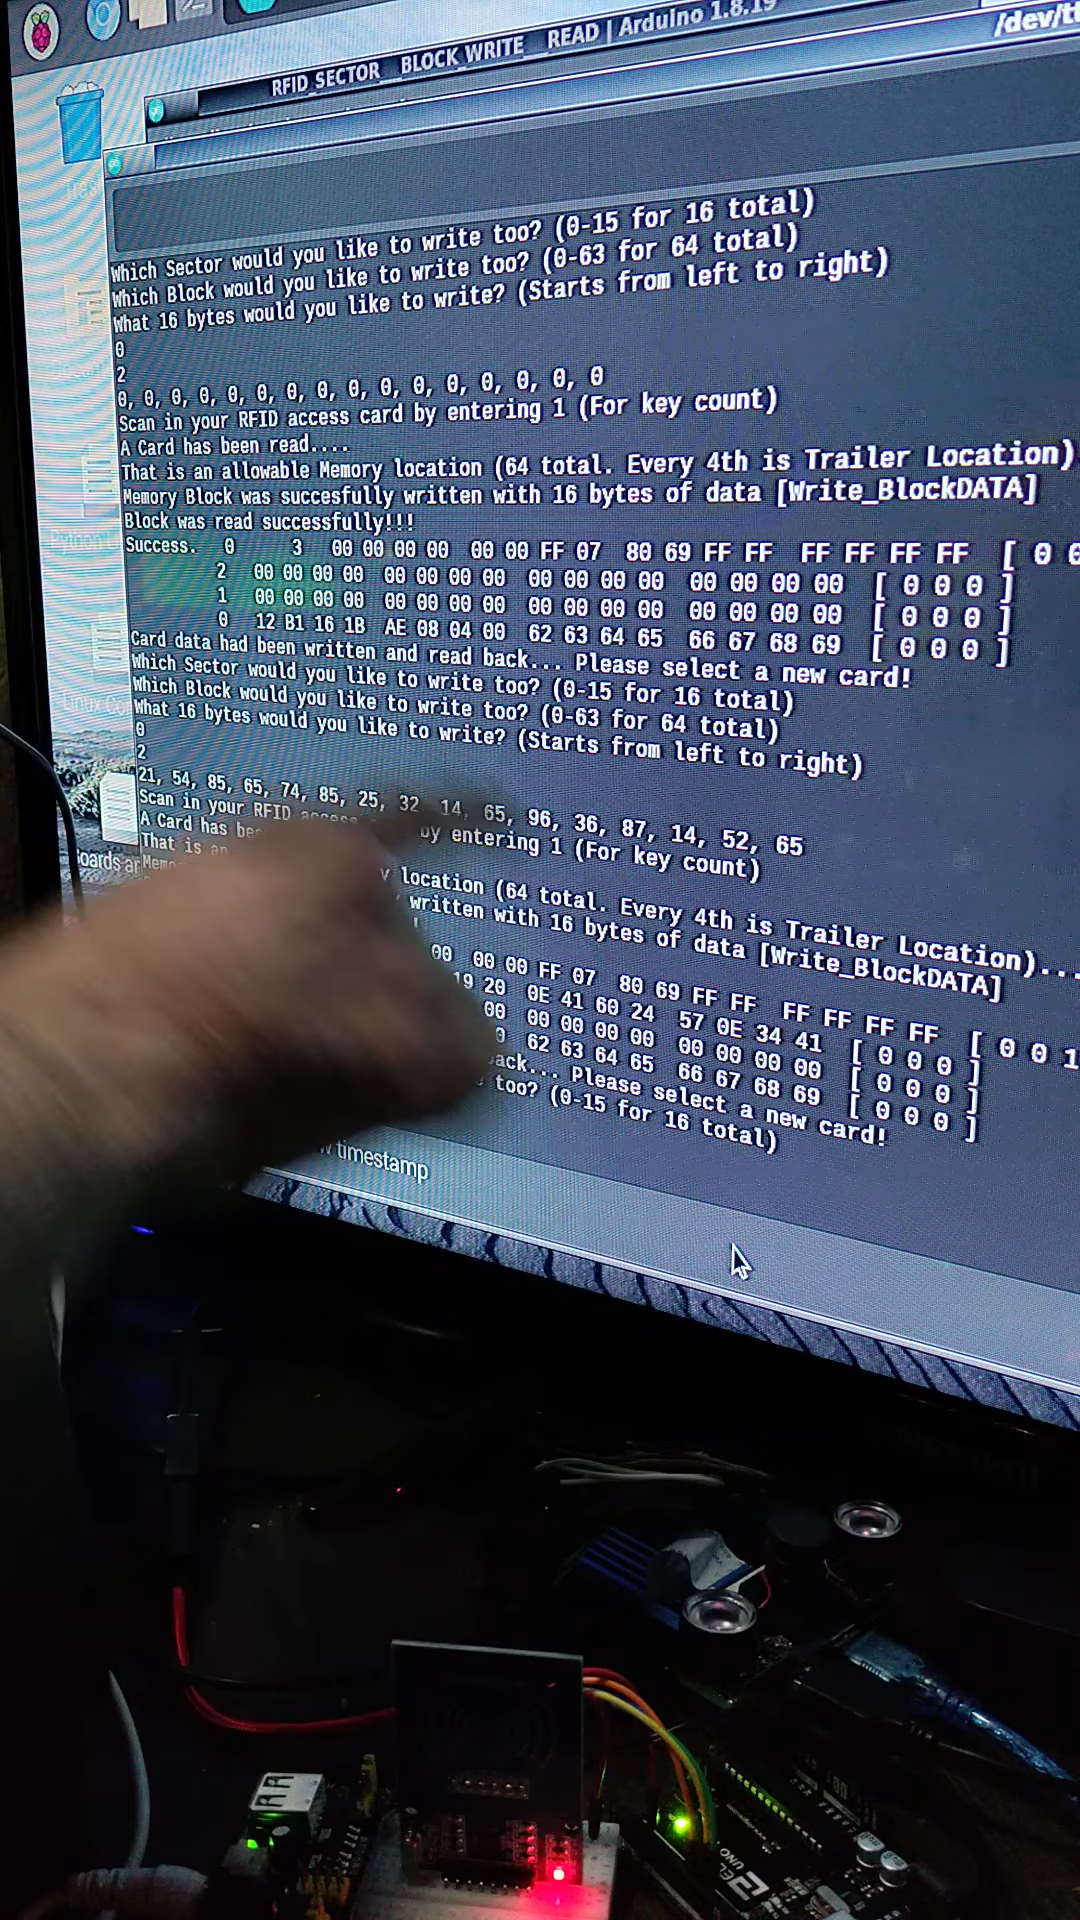 RFID_SECTOR BLOCK_WRITE READ | Arduino 1.8.19
/dev/tt
Which Sector would you like to write too? (0-15 for 16 total)
Which Block would you like to write too? (0-63 for 64 total)
What 16 bytes would you like to write? (Starts from left to right)
0
2
0, 0, 0, 0, 0, 0, 0, 0, 0, 0, 0, 0, 0, 0, 0, 0
Scan in your RFID access card by entering 1 (For key count)
A Card has been read....
That is an allowable Memory location (64 total. Every 4th is Trailer Location)
Memory Block was succesfully written with 16 bytes of data [Write_BlockDATA]
Block was read successfully!!!
Success. 0 3 00 00 00 00 00 00 FF 07 80 69 FF FF FF FF FF FF [ 0 0
2 00 00 00 00 00 00 00 00 00 00 00 00 00 00 00 00 [ 0 0 0 ]
1 00 00 00 00 00 00 00 00 00 00 00 00 00 00 00 00 [ 0 0 0 ]
0 12 B1 16 1B AE 08 04 00 62 63 64 65 66 67 68 69 [ 0 0 0 ]
Card data had been written and read back... Please select a new card!
Which Sector would you like to write too? (0-15 for 16 total)
Which Block would you like to write too? (0-63 for 64 total)
What 16 bytes would you like to write? (Starts from left to right)
0
2
21, 54, 85, 65, 74, 85, 25, 32 14, 65, 96, 36, 87, 14, 52, 65
Scan in your RFID access by entering 1 (For key count)
A Card has
That is location (64 total. Every 4th is Trailer Location)...
written with 16 bytes of data [Write_BlockDATA]
!
00 00 00 FF 07 80 69 FF FF FF FF FF FF [ 0 0 1
19 20 0E 41 60 24 57 0E 34 41 [ 0 0 0 ]
00 00 00 00 00 00 00 00 00 [ 0 0 0 ]
0 62 63 64 65 66 67 68 69 [ 0 0 0 ]
back... Please select a new card!
too? (0-15 for 16 total)
timestamp
UNO